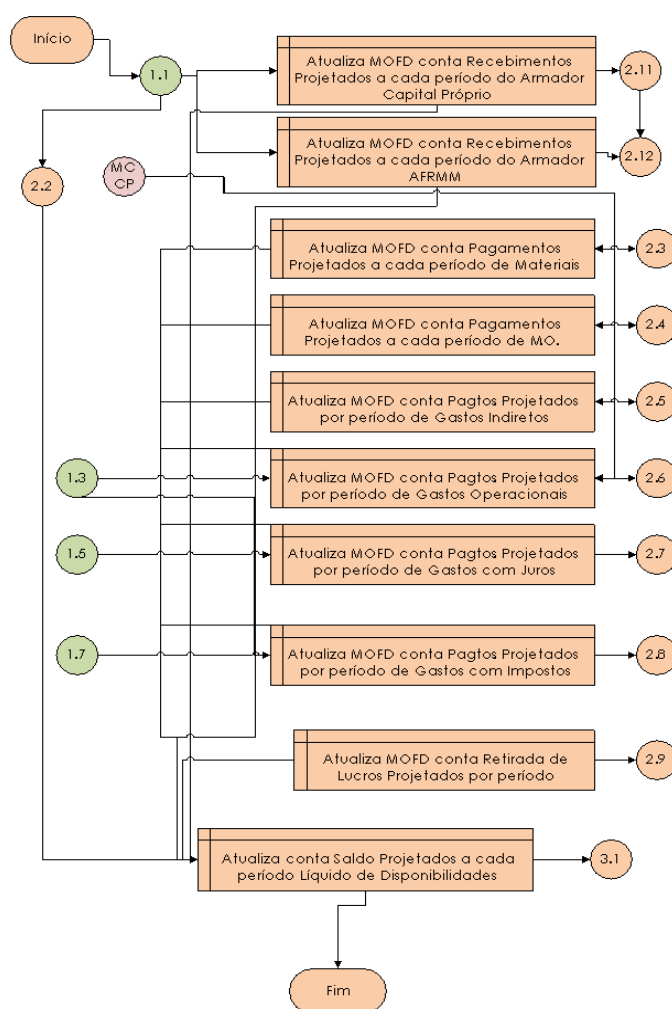 Início
1.1
Atualiza MOFD conta Recebimentos
Projetados a cada período do Armador
Capital Próprio
2.11
Atualiza MOFD conta Recebimentos
Projetados a cada período do Armador
AFRMM
2.12
MC
CP
2.2
Atualiza MOFD conta Pagamentos
Projetados a cada período de Materiais
2.3
Atualiza MOFD conta Pagamentos
Projetados a cada período de MO.
2.4
Atualiza MOFD conta Pagtos Projetados
por período de Gastos Indiretos
2.5
1.3
Atualiza MOFD conta Pagtos Projetados
por período de Gastos Operacionais
2.6
1.5
Atualiza MOFD conta Pagtos Projetados
por período de Gastos com Juros
2.7
1.7
Atualiza MOFD conta Pagtos Projetados
por período de Gastos com Impostos
2.8
Atualiza MOFD conta Retirada de
Lucros Projetados por período
2.9
Atualiza conta Saldo Projetados a cada
período Líquido de Disponibilidades
3.1
Fim